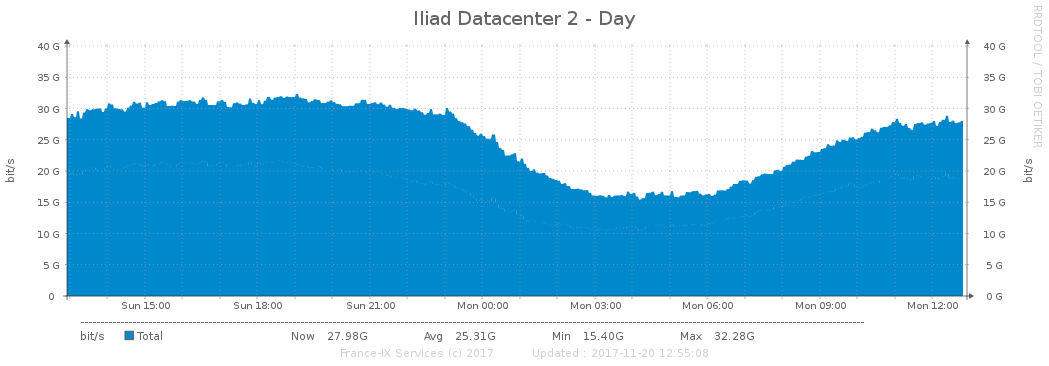 Iliad Datacenter 2 - Day
RRDTOOL / TOBI OETIKER
40 G 40 G
35 G 35 G
30 G 30 G
25 G 25 G
20 G 20 G
15 G 15 G
10 G 10 G
5 G 5 G
0 0 G
bit/s
bit/s
Sun 15:00 Sun 18:00 Sun 21:00 Mon 00:00 Mon 03:00 Mon 06:00 Mon 09:00 Mon 12:00
bit/s Total Now 27.98G Avg 25.31G Min 15.40G Max 32.28G
France-IX Services (c) 2017 Updated : 2017-11-20 12:55:08